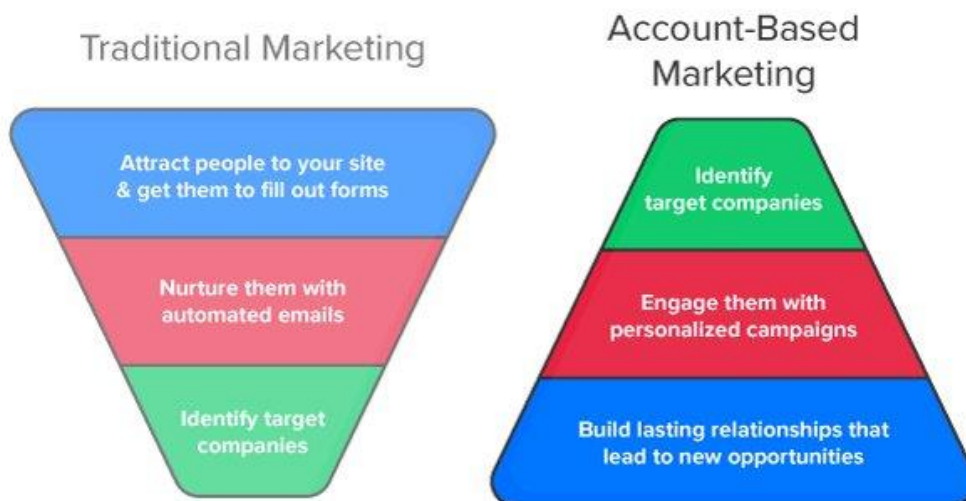 Traditional Marketing
Attract people to your site
& get them to fill out forms
Nurture them with
automated emails
Identify target
companies
Account-Based
Marketing
Identify
target companies
Engage them with
personalized campaigns
Build lasting relationships that
lead to new opportunities